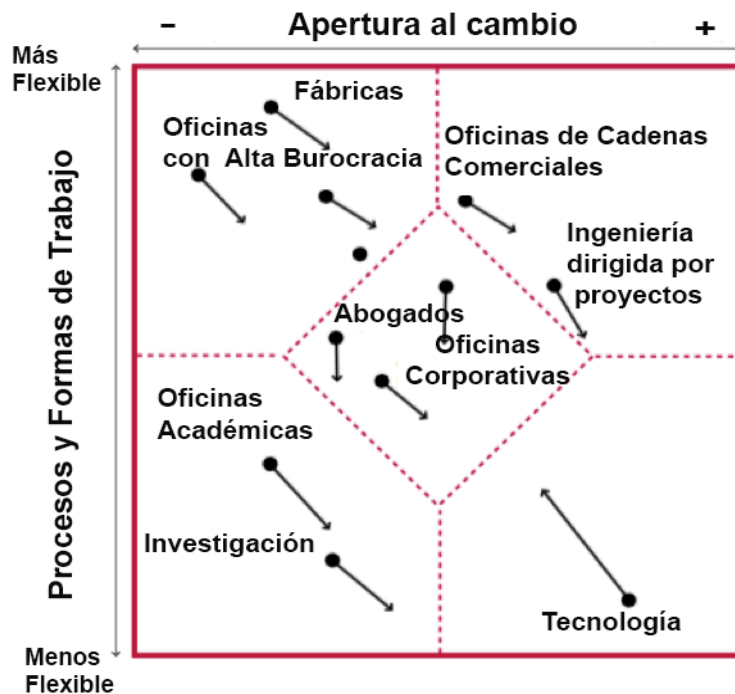 - Apertura al cambio +
Más
Flexible
Procesos y Formas de Trabajo
Menos
Flexible
Fábricas
Oficinas
con Alta Burocracia
Oficinas de Cadenas
Comerciales
Ingeniería
dirigida por
proyectos
Abogados
Oficinas
Corporativas
Oficinas
Académicas
Investigación
Tecnología